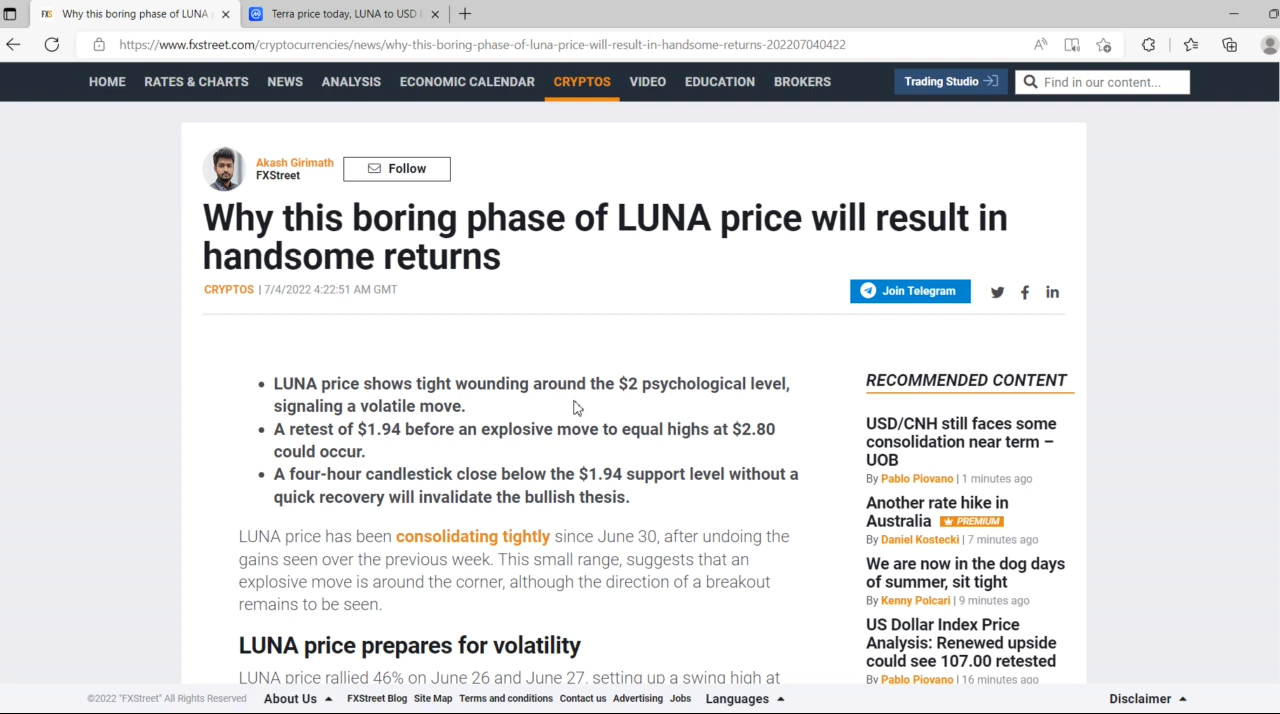 Why this boring phase of LUNA
Terra price today, LUNA to USD
https://www.fxstreet.com/cryptocurrencies/news/why-this-boring-phase-of-luna-price-will-result-in-handsome-returns-202207040422
HOME RATES & CHARTS NEWS ANALYSIS ECONOMIC CALENDAR CRYPTOS VIDEO EDUCATION BROKERS Trading Studio Find in our content...
Akash Girimath
FXStreet
Follow
Why this boring phase of LUNA price will result in
handsome returns
CRYPTOS | 7/4/2022 4:22:51 AM GMT
Join Telegram
LUNA price shows tight wounding around the $2 psychological level,
signaling a volatile move.
A retest of $1.94 before an explosive move to equal highs at $2.80
could occur.
A four-hour candlestick close below the $1.94 support level without a
quick recovery will invalidate the bullish thesis.
LUNA price has been consolidating tightly since June 30, after undoing the
gains seen over the previous week. This small range, suggests that an
explosive move is around the corner, although the direction of a breakout
remains to be seen.
LUNA price prepares for volatility
LUNA price rallied 46% on June 26 and June 27, setting up a swing high at
RECOMMENDED CONTENT
USD/CNH still faces some
consolidation near term –
UOB
By Pablo Piovano | 1 minutes ago
Another rate hike in
Australia PREMIUM
By Daniel Kostecki | 7 minutes ago
We are now in the dog days
of summer, sit tight
By Kenny Polcari | 9 minutes ago
US Dollar Index Price
Analysis: Renewed upside
could see 107.00 retested
By Pablo Piovano | 16 minutes ago
©2022 "FXStreet" All Rights Reserved About Us FXStreet Blog Site Map Terms and conditions Contact us Advertising Jobs Languages Disclaimer